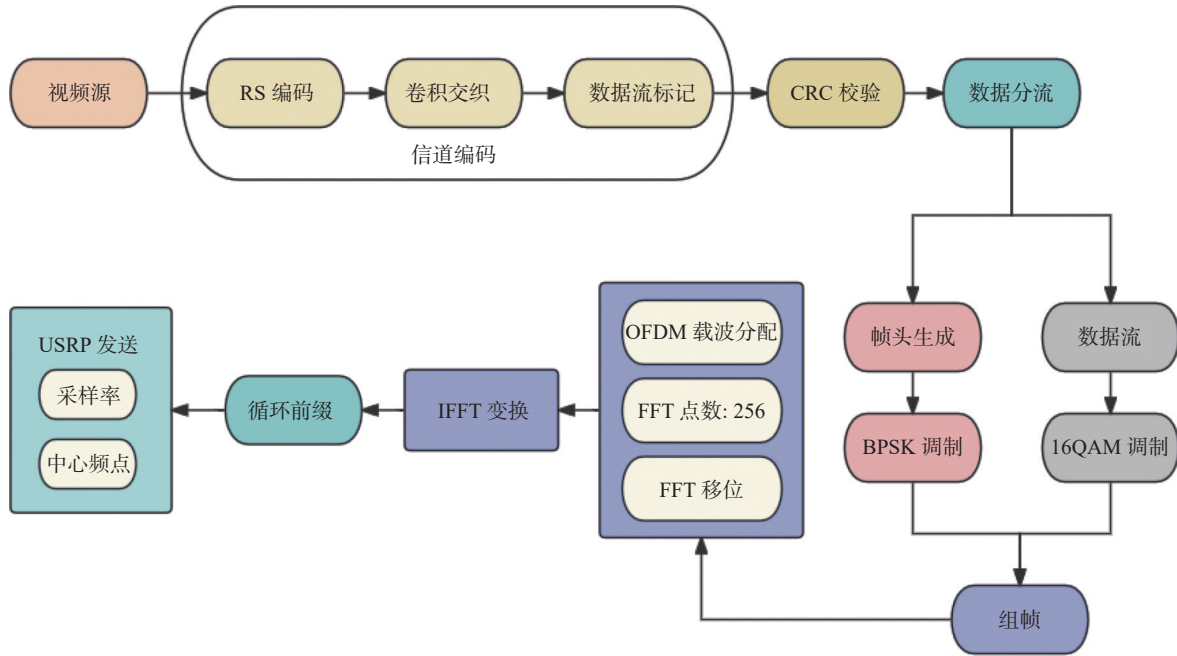 视频源
RS 编码
卷积交织
数据流标记
信道编码
CRC 校验
数据分流
帧头生成
数据流
BPSK 调制
16QAM 调制
组帧
OFDM 载波分配
FFT 点数: 256
FFT 移位
IFFT 变换
循环前缀
USRP 发送
采样率
中心频点